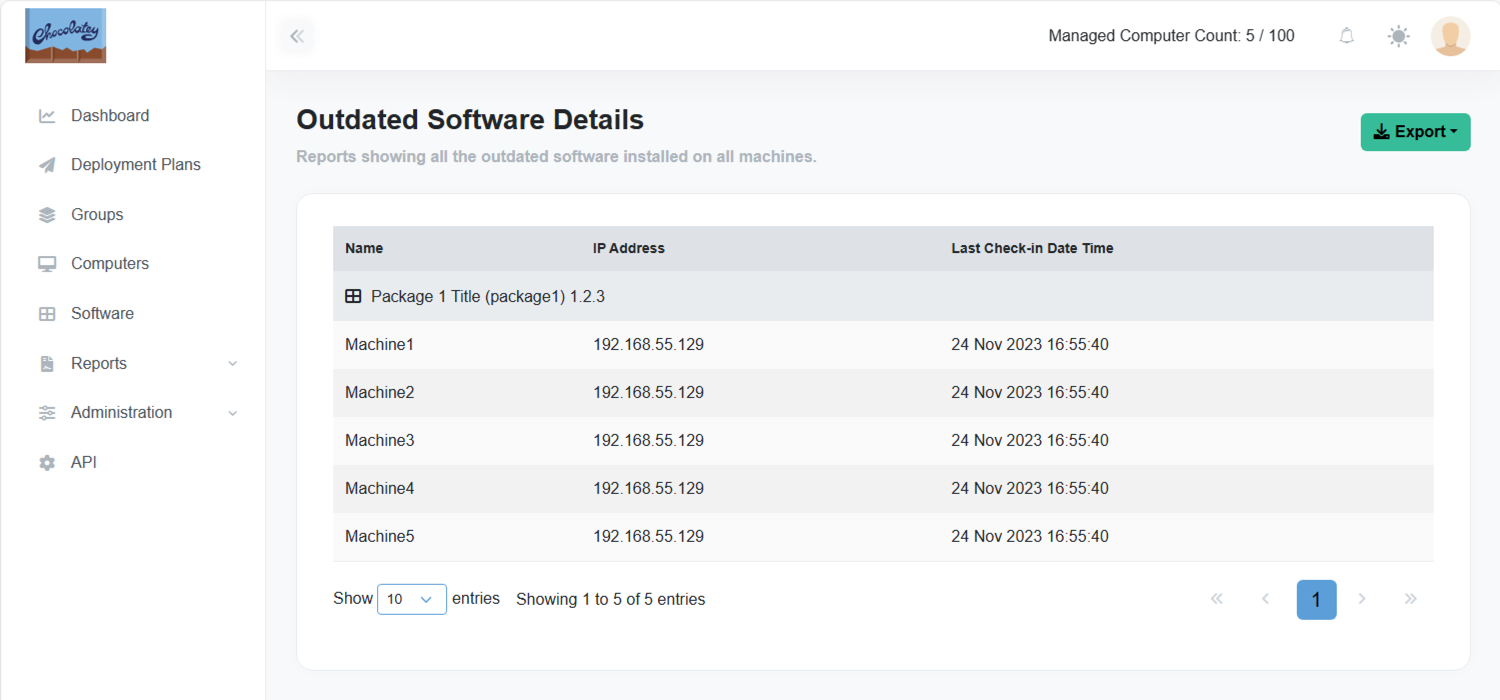 Chocolatey
Managed Computer Count: 5 / 100
Dashboard
Deployment Plans
Groups
Computers
Software
Reports
Administration
API
Outdated Software Details
Reports showing all the outdated software installed on all machines.
Export
Name IP Address Last Check-in Date Time
Package 1 Title (package1) 1.2.3
Machine1 192.168.55.129 24 Nov 2023 16:55:40
Machine2 192.168.55.129 24 Nov 2023 16:55:40
Machine3 192.168.55.129 24 Nov 2023 16:55:40
Machine4 192.168.55.129 24 Nov 2023 16:55:40
Machine5 192.168.55.129 24 Nov 2023 16:55:40
Show 10 entries Showing 1 to 5 of 5 entries « ‹ 1 › »